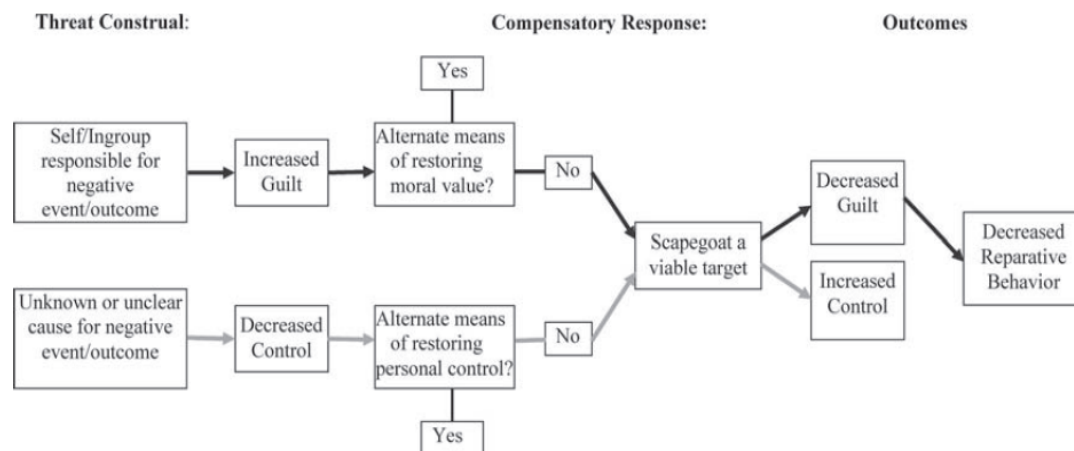 Threat Construal:
Compensatory Response:
Outcomes
Yes
Self/Ingroup
responsible for
negative
event/outcome
Increased
Guilt
Alternate means
of restoring
moral value?
No
Decreased
Guilt
Scapegoat a
viable target
Decreased
Reparative
Behavior
Unknown or unclear
cause for negative
event/outcome
Decreased
Control
Alternate means
of restoring
personal control?
No
Increased
Control
Yes